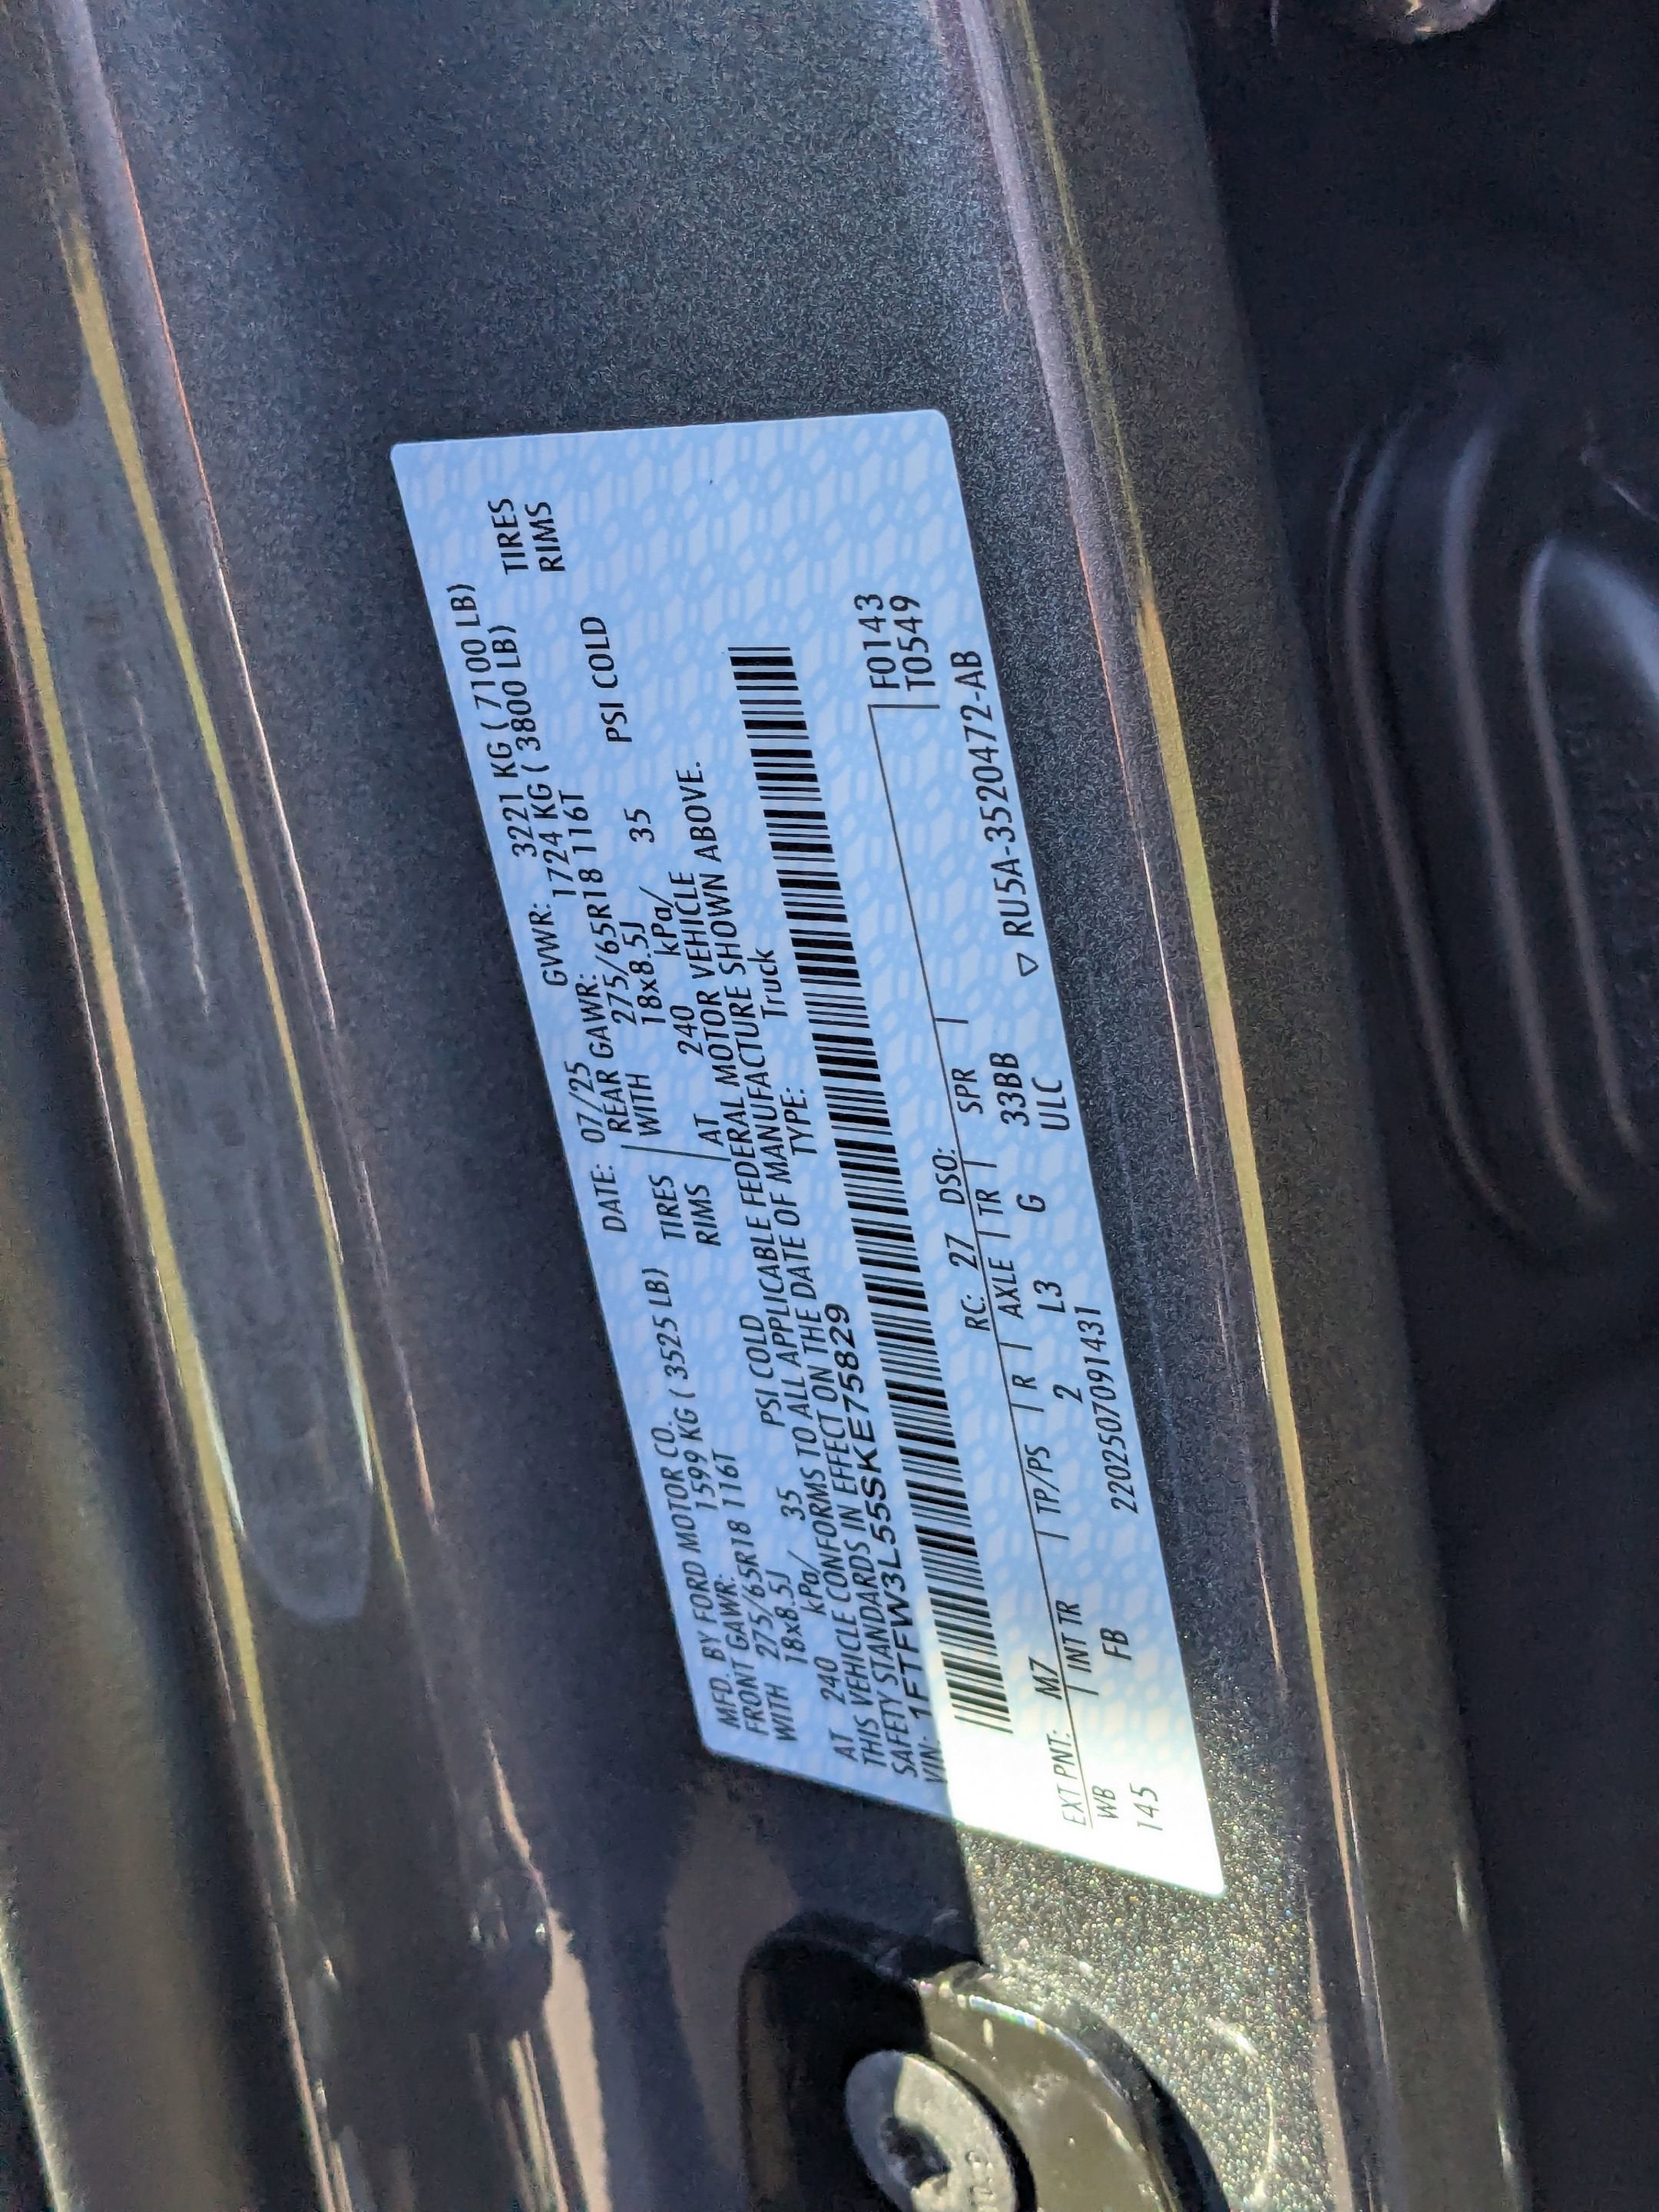 MFD. BY FORD MOTOR CO.
DATE: 07/25 GVWR: 3221 KG ( 7100 LB)
FRONT GAWR: 1599 KG ( 3525 LB) REAR GAWR: 1724 KG ( 3800 LB)
WITH 275/65R18 116T TIRES WITH 275/65R18 116T TIRES
18x8.5J RIMS 18x8.5J RIMS
AT 240 kPa/ 35 PSI COLD AT 240 kPa/ 35 PSI COLD
THIS VEHICLE CONFORMS TO ALL APPLICABLE FEDERAL MOTOR VEHICLE
SAFETY STANDARDS IN EFFECT ON THE DATE OF MANUFACTURE SHOWN ABOVE.
VIN: 1FTFW3L55SKE75829 TYPE: Truck
EXT PNT: M7 RC: 27 DSO: F0143
WB INT TR TP/PS R AXLE TR SPR T0549
145 FB 2 L3 G 33BB
2202507091431 ULC ▽ RU5A-3520472-AB